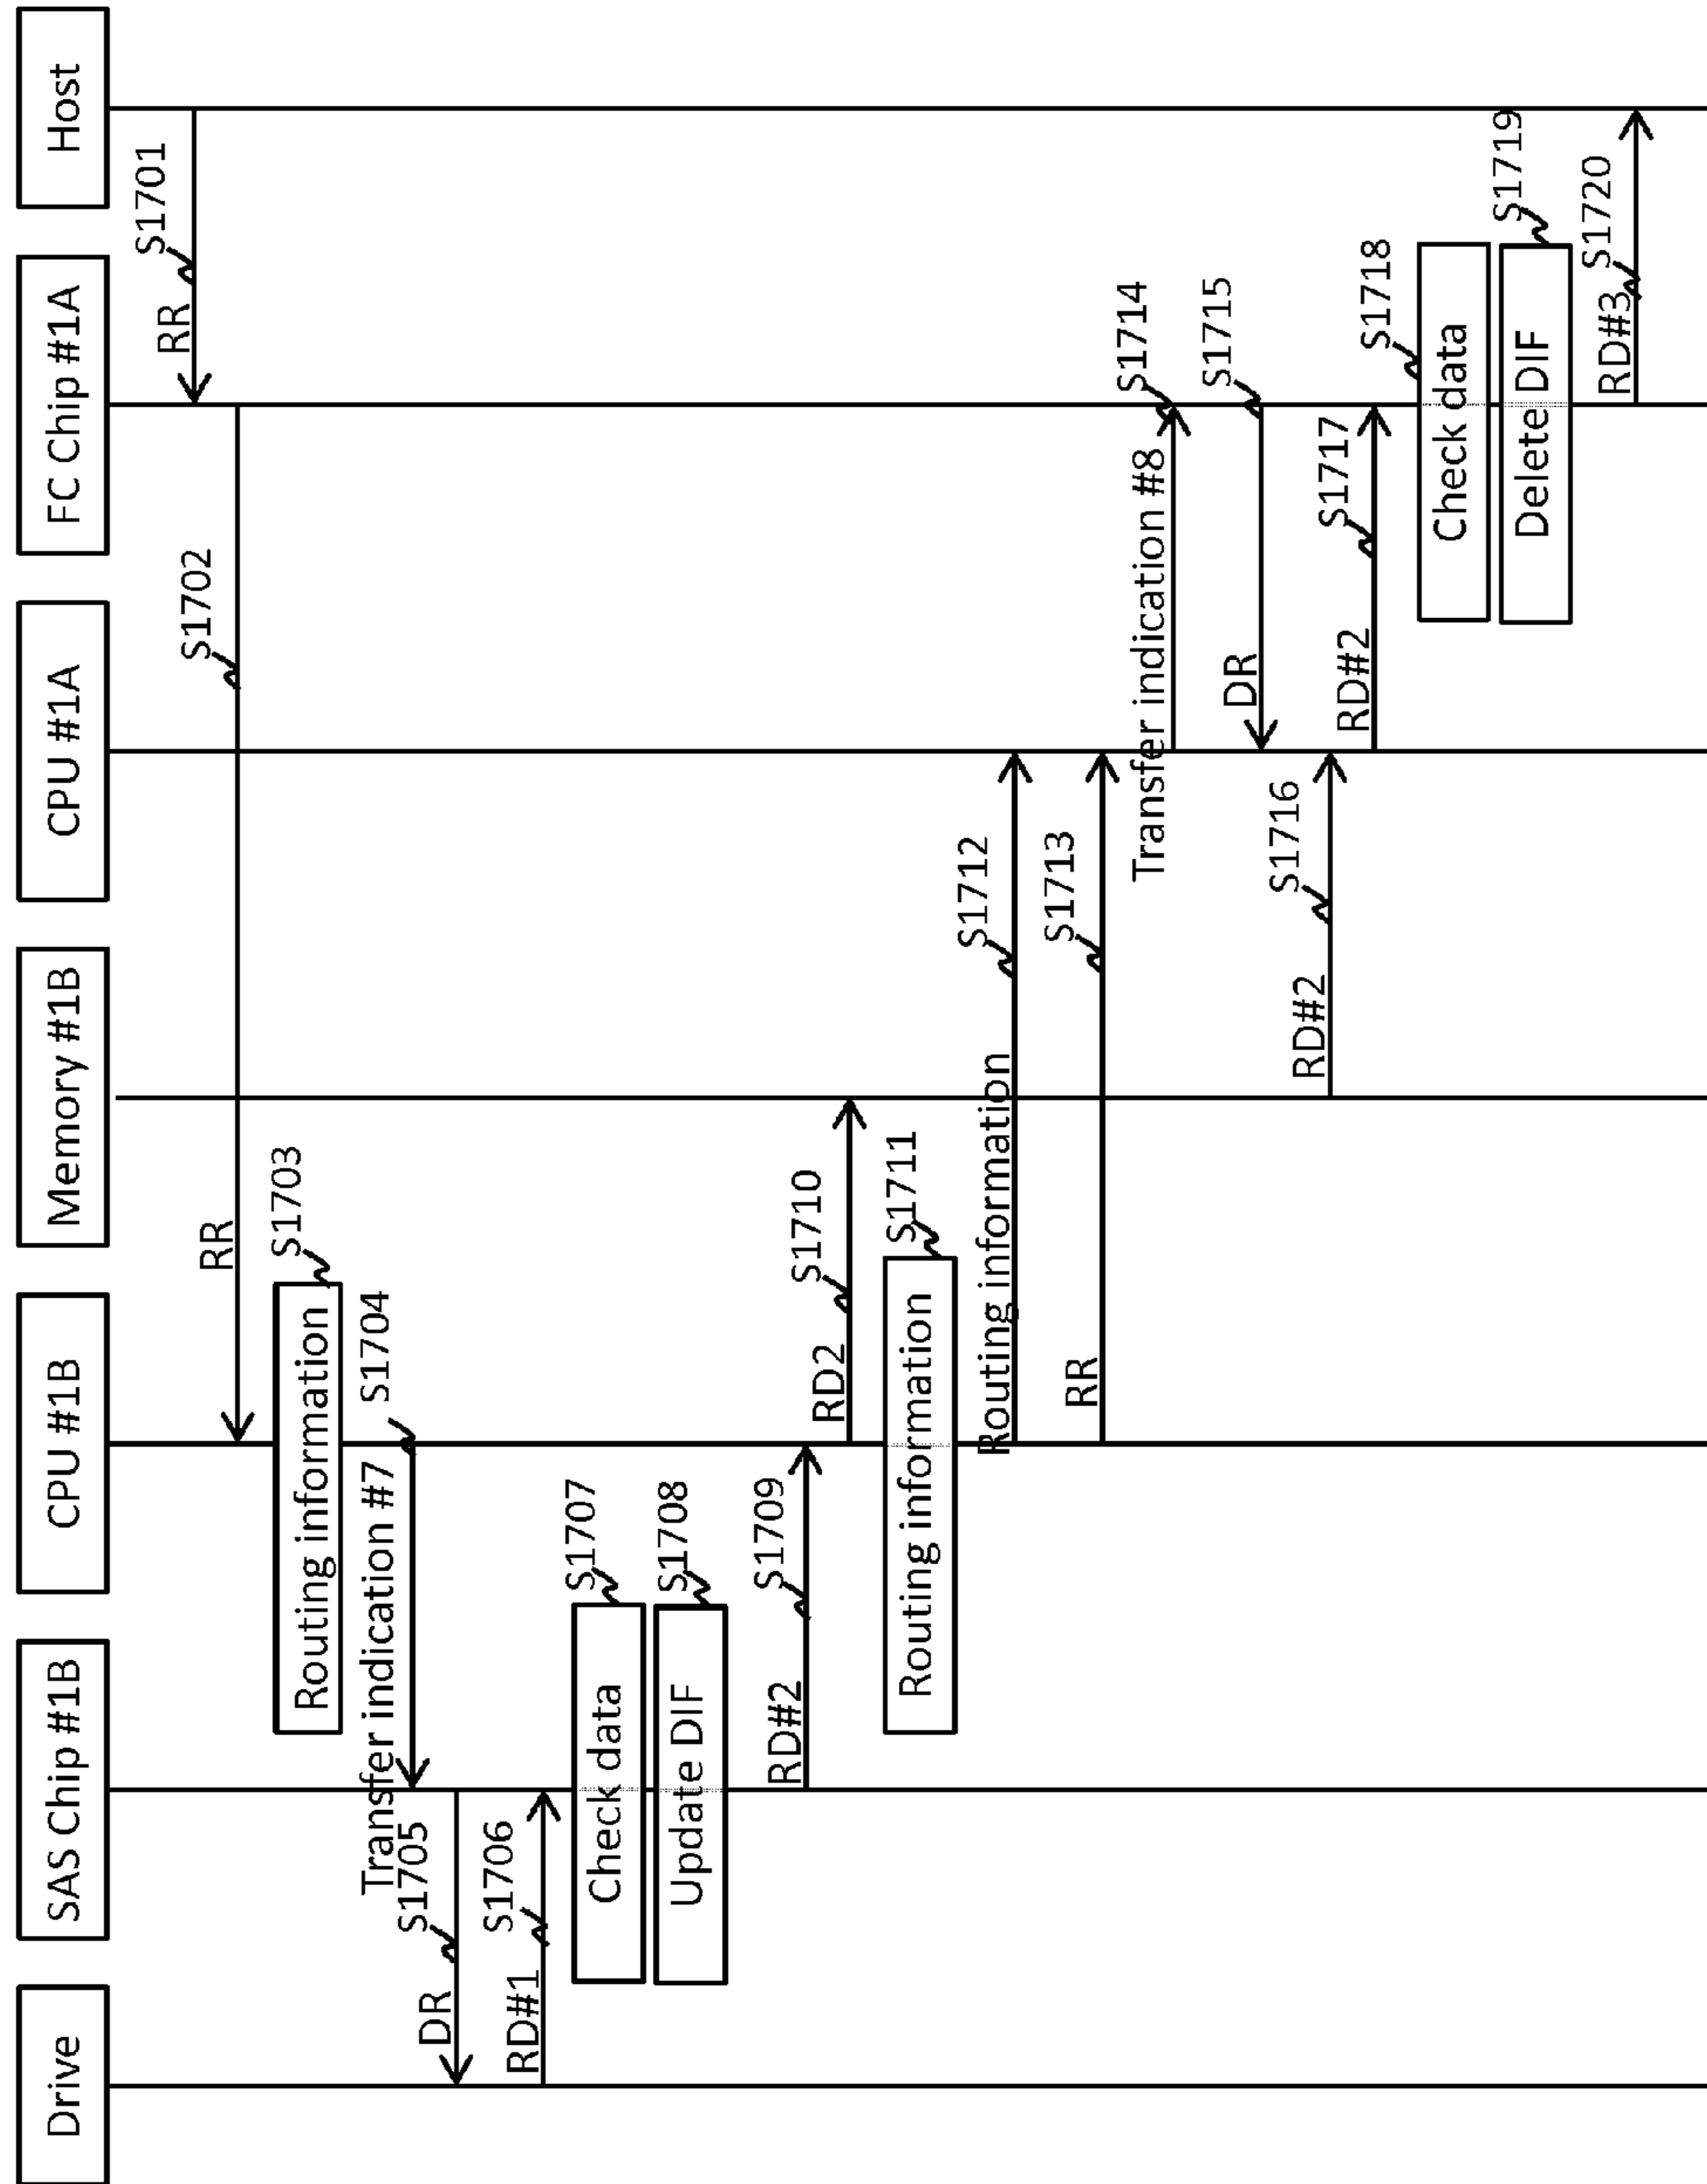 Drive
SAS Chip #1B
CPU #1B
Memory #1B
CPU #1A
FC Chip #1A
Host
S1701
RR
S1702
RR
S1703
Routing information
S1704
Transfer indication #7
S1705
DR
S1706
RD#1
S1707
Check data
S1708
Update DIF
S1709
RD#2
S1710
RD2
S1711
Routing information
S1712
Routing information
S1713
RR
S1714
Transfer indication #8
S1715
DR
S1716
RD#2
S1717
RD#2
S1718
Check data
S1719
Delete DIF
S1720
RD#3